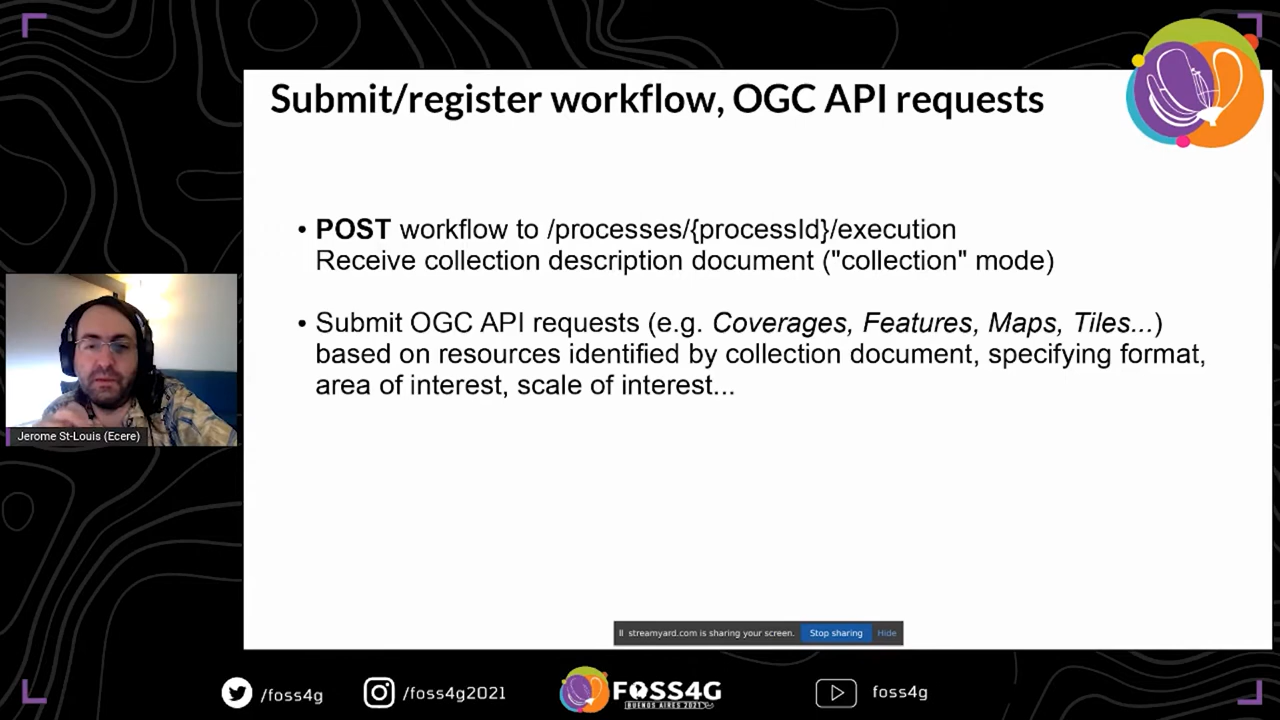 Submit/register workflow, OGC API requests
• POST workflow to /processes/{processId}/execution
Receive collection description document ("collection" mode)
• Submit OGC API requests (e.g. Coverages, Features, Maps, Tiles...)
based on resources identified by collection document, specifying format,
area of interest, scale of interest...
Jerome St-Louis (Ecere)
streamyard.com is sharing your screen. Stop sharing Hide
/foss4g /foss4g2021 FOSS4G foss4g
BUENOS AIRES 2021